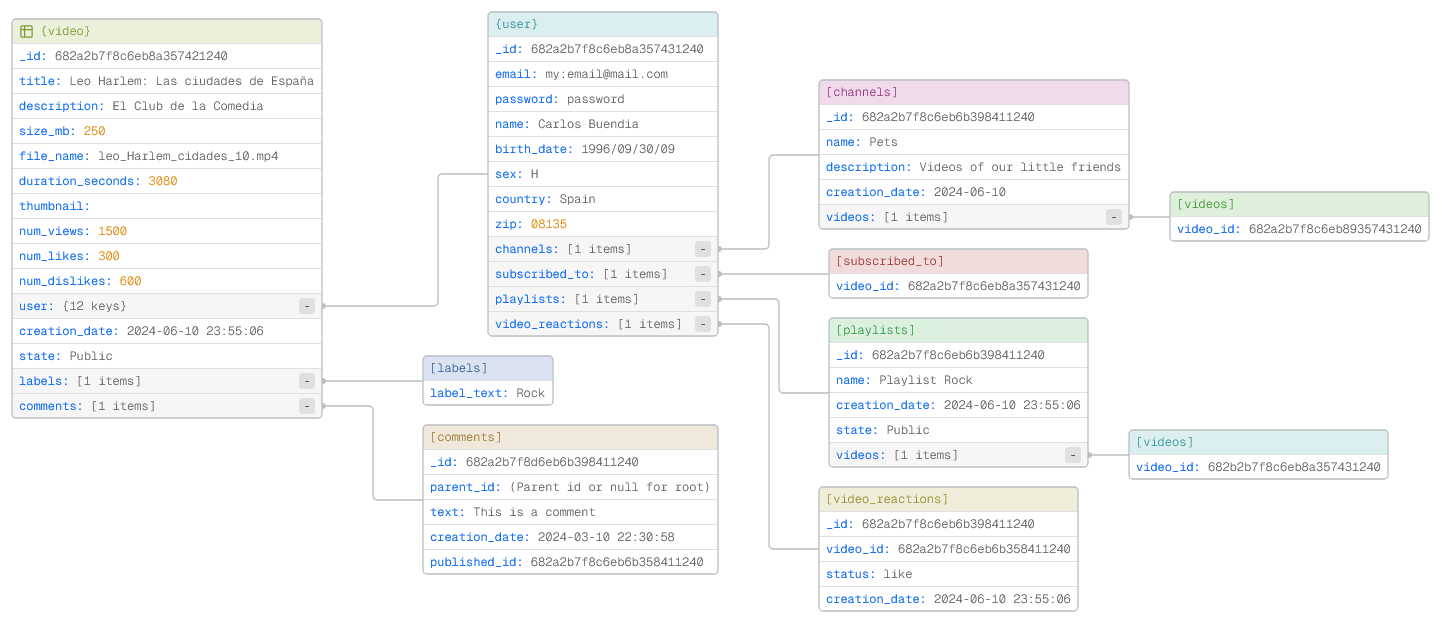 {video}
_id: 682a2b7f8c6eb8a357421240
title: Leo Harlem: Las ciudades de España
description: El Club de la Comedia
size_mb: 250
file_name: leo_Harlem_cidades_10.mp4
duration_seconds: 3080
thumbnail:
num_views: 1500
num_likes: 300
num_dislikes: 600
user: {12 keys} -
creation_date: 2024-06-10 23:55:06
state: Public
labels: [1 items] -
comments: [1 items] -
{user}
_id: 682a2b7f8c6eb8a357431240
email: my:email@mail.com
password: password
name: Carlos Buendia
birth_date: 1996/09/30/09
sex: H
country: Spain
zip: 08135
channels: [1 items] -
subscribed_to: [1 items] -
playlists: [1 items] -
video_reactions: [1 items] -
[labels]
label_text: Rock
[comments]
_id: 682a2b7f8d6eb6b398411240
parent_id: (Parent id or null for root)
text: This is a comment
creation_date: 2024-03-10 22:30:58
published_id: 682a2b7f8c6eb6b358411240
[channels]
_id: 682a2b7f8c6eb6b398411240
name: Pets
description: Videos of our little friends
creation_date: 2024-06-10
videos: [1 items] -
[videos]
video_id: 682a2b7f8c6eb89357431240
[subscribed_to]
video_id: 682a2b7f8c6eb8a357431240
[playlists]
_id: 682a2b7f8c6eb6b398411240
name: Playlist Rock
creation_date: 2024-06-10 23:55:06
state: Public
videos: [1 items] -
[videos]
video_id: 682b2b7f8c6eb8a357431240
[video_reactions]
_id: 682a2b7f8c6eb6b398411240
video_id: 682a2b7f8c6eb6b358411240
status: like
creation_date: 2024-06-10 23:55:06